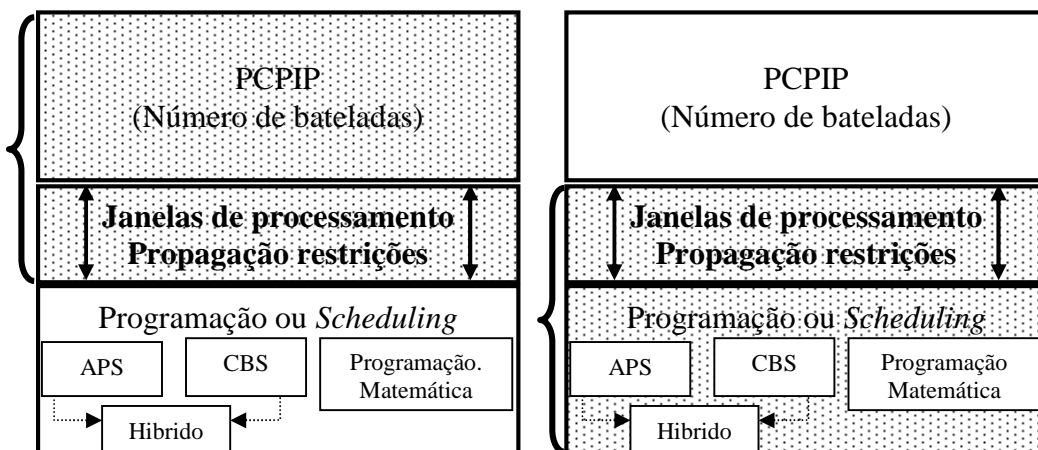 PCPIP
(Número de bateladas)
Janelas de processamento
Propagação restrições
Programação ou Scheduling
APS
CBS
Programação.
Matemática
Hibrido
PCPIP
(Número de bateladas)
Janelas de processamento
Propagação restrições
Programação ou Scheduling
APS
CBS
Programação
Matemática
Hibrido